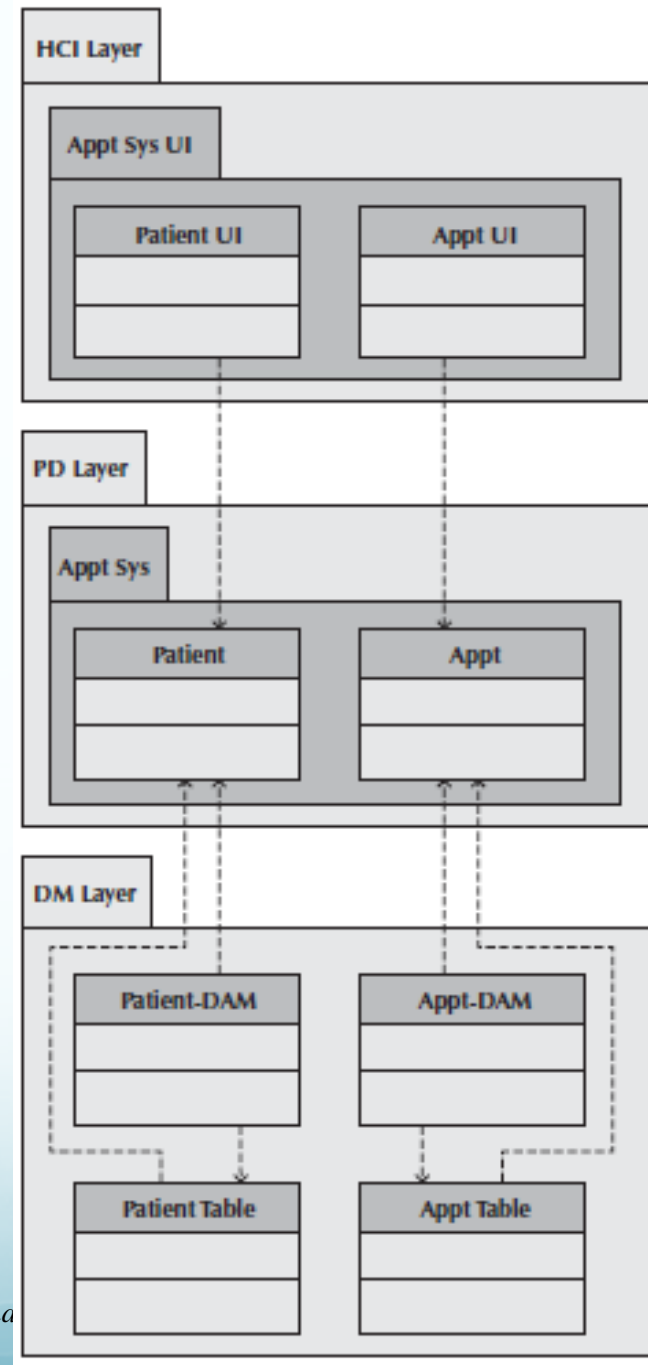 HCI Layer
Appt Sys UI
Patient UI
Appt UI
PD Layer
Appt Sys
Patient
Appt
DM Layer
Patient-DAM
Appt-DAM
Patient Table
Appt Table